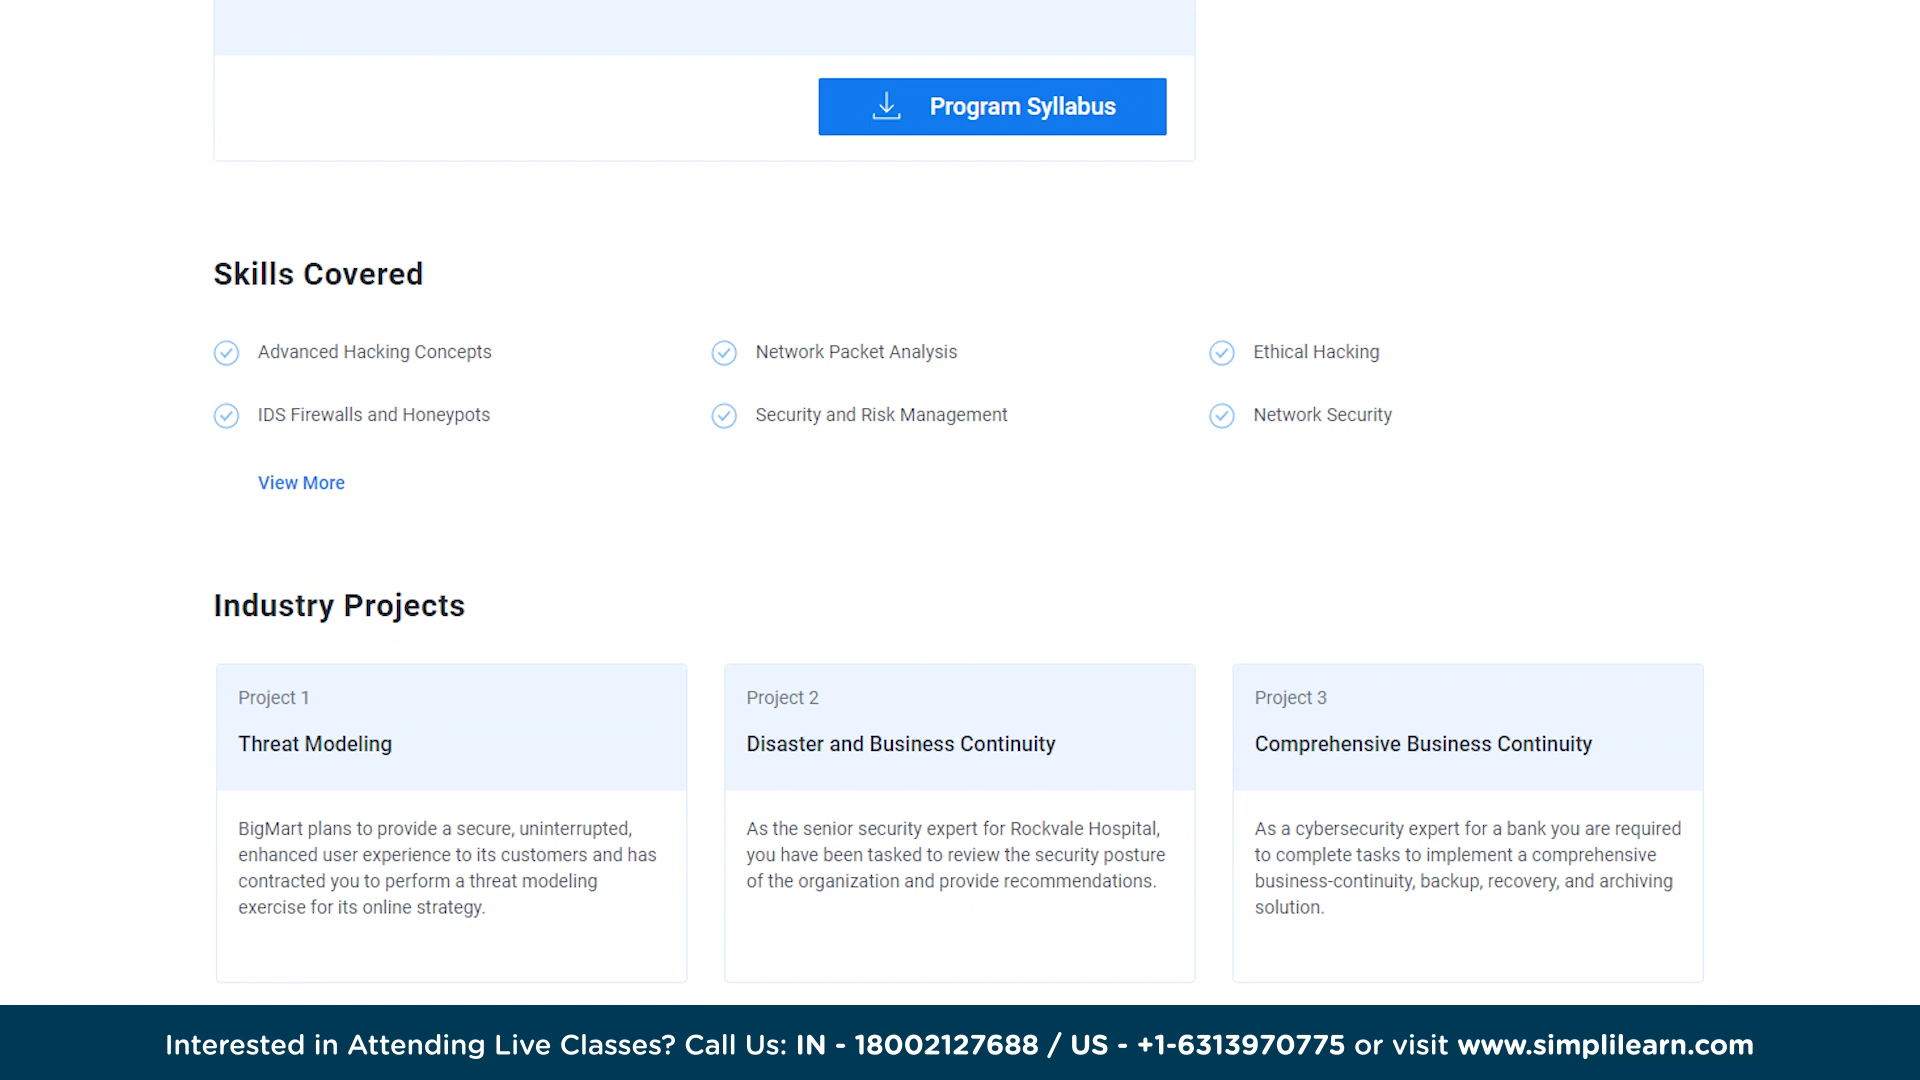 Program Syllabus
Skills Covered
Advanced Hacking Concepts
Network Packet Analysis
Ethical Hacking
IDS Firewalls and Honeypots
Security and Risk Management
Network Security
View More
Industry Projects
Project 1
Threat Modeling
BigMart plans to provide a secure, uninterrupted,
enhanced user experience to its customers and has
contracted you to perform a threat modeling
exercise for its online strategy.
Project 2
Disaster and Business Continuity
As the senior security expert for Rockvale Hospital,
you have been tasked to review the security posture
of the organization and provide recommendations.
Project 3
Comprehensive Business Continuity
As a cybersecurity expert for a bank you are required
to complete tasks to implement a comprehensive
business-continuity, backup, recovery, and archiving
solution.
Interested in Attending Live Classes? Call Us: IN - 18002127688 / US - +1-6313970775 or visit www.simplilearn.com